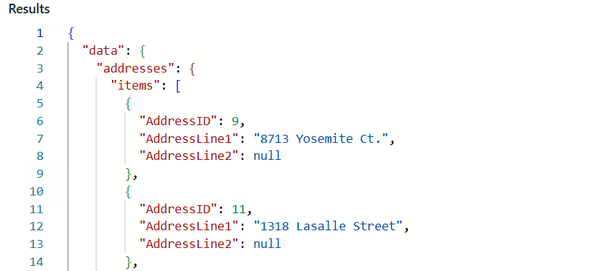 Results
1 {
2 "data": {
3 "addresses": {
4 "items": [
5 {
6 "AddressID": 9,
7 "AddressLine1": "8713 Yosemite Ct.",
8 "AddressLine2": null
9 },
10 {
11 "AddressID": 11,
12 "AddressLine1": "1318 Lasalle Street",
13 "AddressLine2": null
14 },